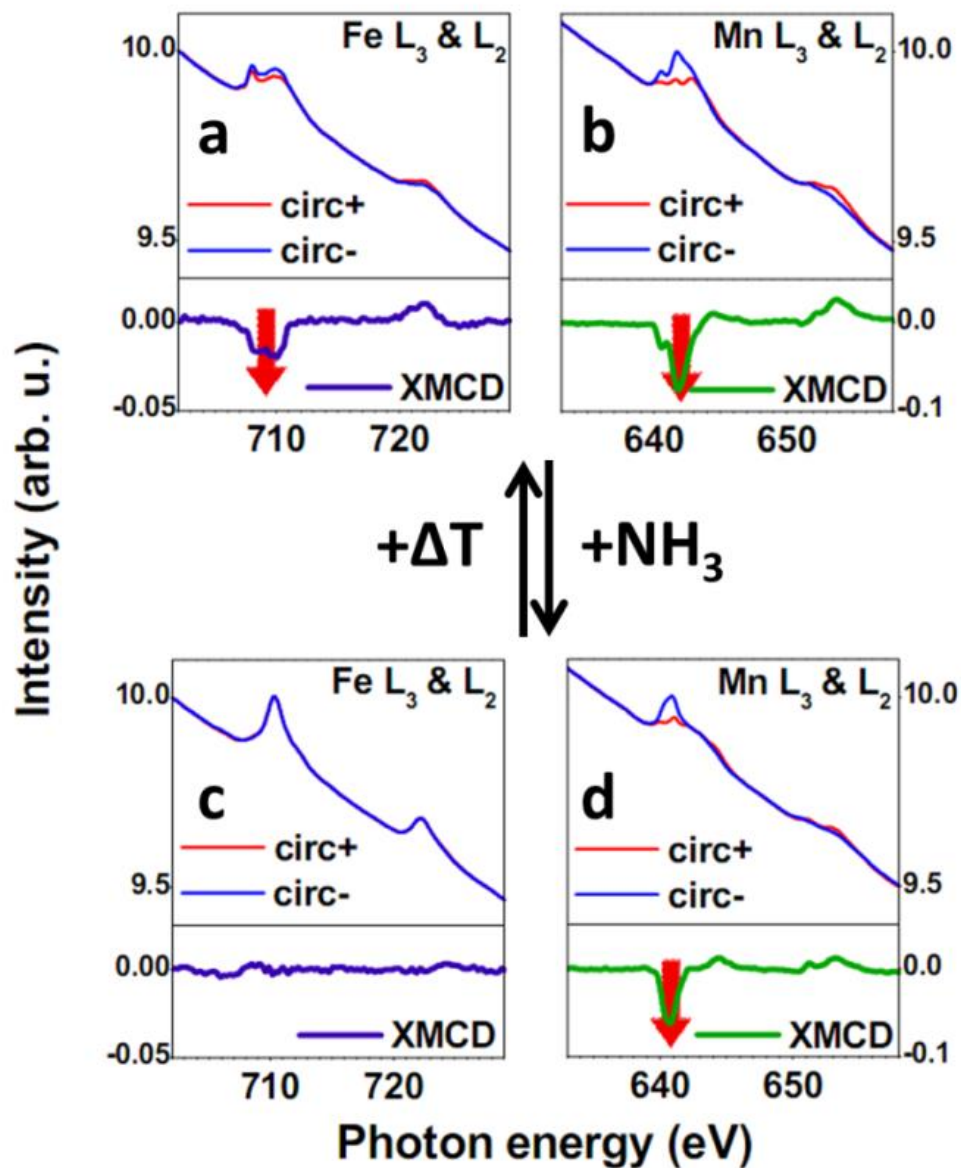 Intensity (arb. u.)
Fe L3 & L2
10.0
a
circ+
circ-
9.5
0.00
XMCD
-0.05
710 720
Mn L3 & L2
10.0
b
circ+
circ-
9.5
0.0
XMCD
-0.1
640 650
+ΔT
+NH3
Fe L3 & L2
10.0
c
circ+
circ-
9.5
0.00
XMCD
-0.05
710 720
Mn L3 & L2
10.0
d
circ+
circ-
9.5
0.0
XMCD
-0.1
640 650
Photon energy (eV)